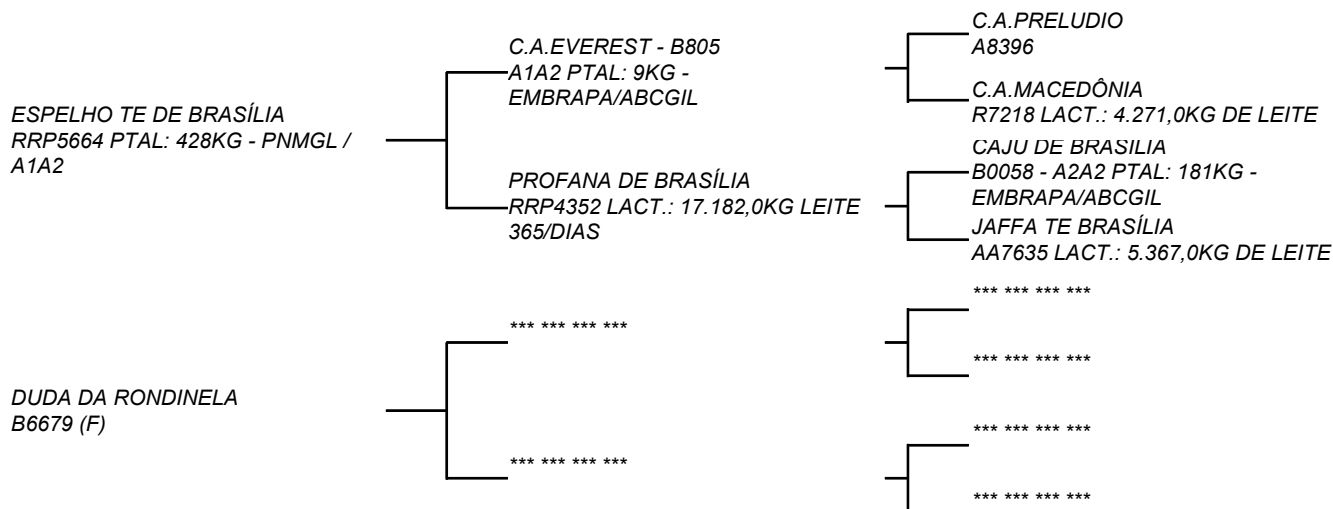 C.A.PRELUDIO
A8396
C.A.EVEREST - B805
A1A2 PTAL: 9KG -
EMBRAPA/ABCGIL
C.A.MACEDÔNIA
R7218 LACT.: 4.271,0KG DE LEITE
ESPELHO TE DE BRASÍLIA
RRP5664 PTAL: 428KG - PNMGL /
A1A2
CAJU DE BRASILIA
B0058 - A2A2 PTAL: 181KG -
EMBRAPA/ABCGIL
PROFANA DE BRASÍLIA
RRP4352 LACT.: 17.182,0KG LEITE
365/DIAS
JAFFA TE BRASÍLIA
AA7635 LACT.: 5.367,0KG DE LEITE
*** *** *** ***
*** *** *** ***
*** *** *** ***
DUDA DA RONDINELA
B6679 (F)
*** *** *** ***
*** *** *** ***
*** *** *** ***